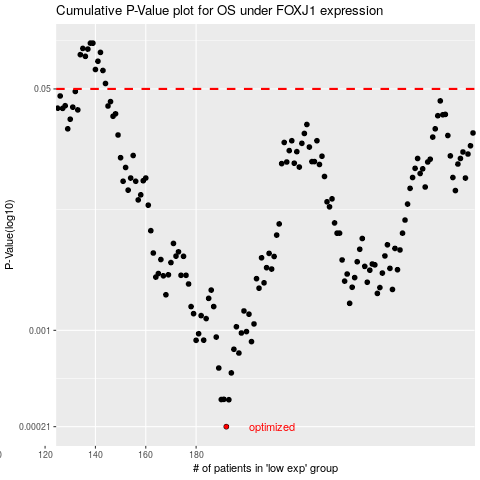 Cumulative P-Value plot for OS under FOXJ1 expression
P-Value(log10)
0.05
0.001
0.00021
optimized
0
120
140
160
180
# of patients in 'low exp' group